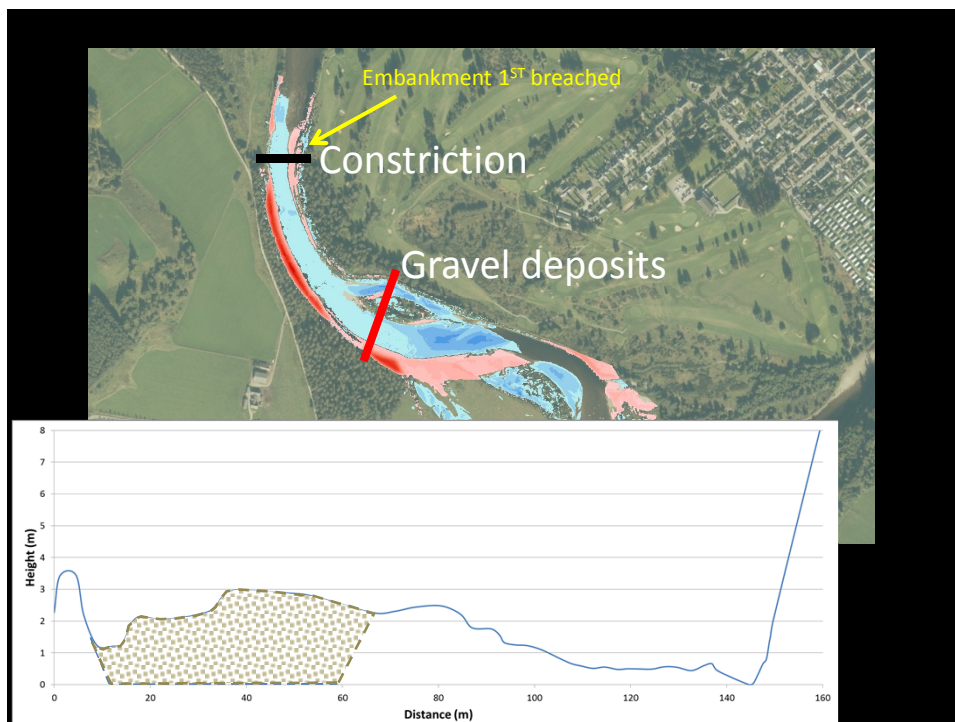 Embankment 1ST breached
Constriction
Gravel deposits
8
7
6
5
4
3
2
1
0
Height (m)
0 20 40 60 80 100 120 140 160
Distance (m)